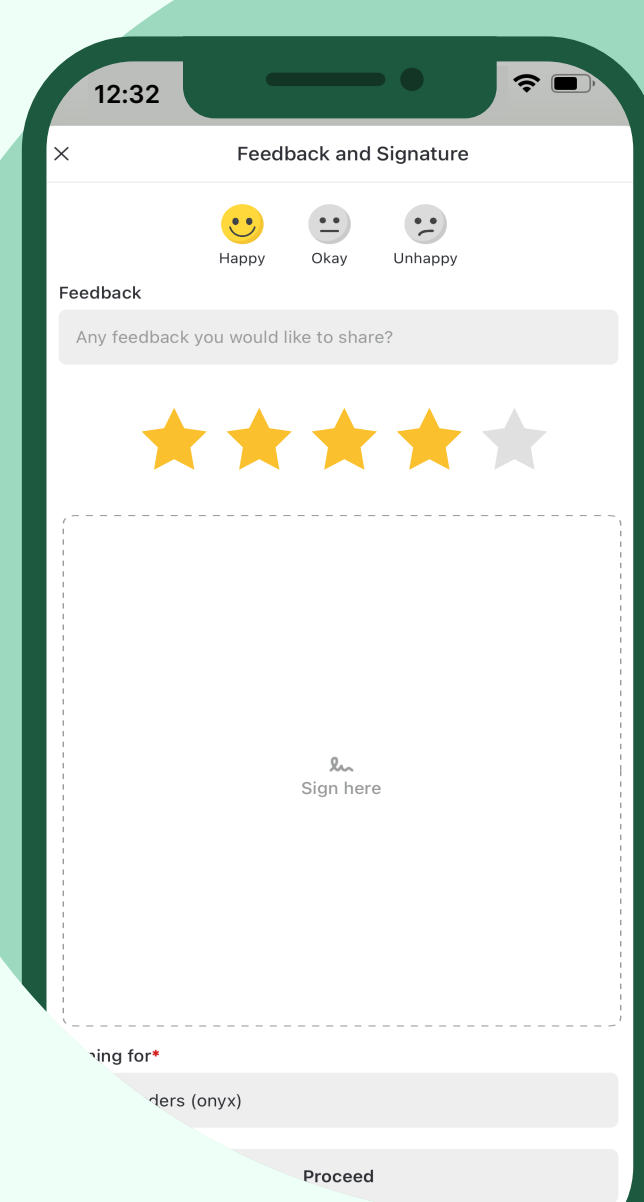 12:32
Feedback and Signature
Happy Okay Unhappy
Feedback
Any feedback you would like to share?
Sign here
for*
(onyx)
Proceed